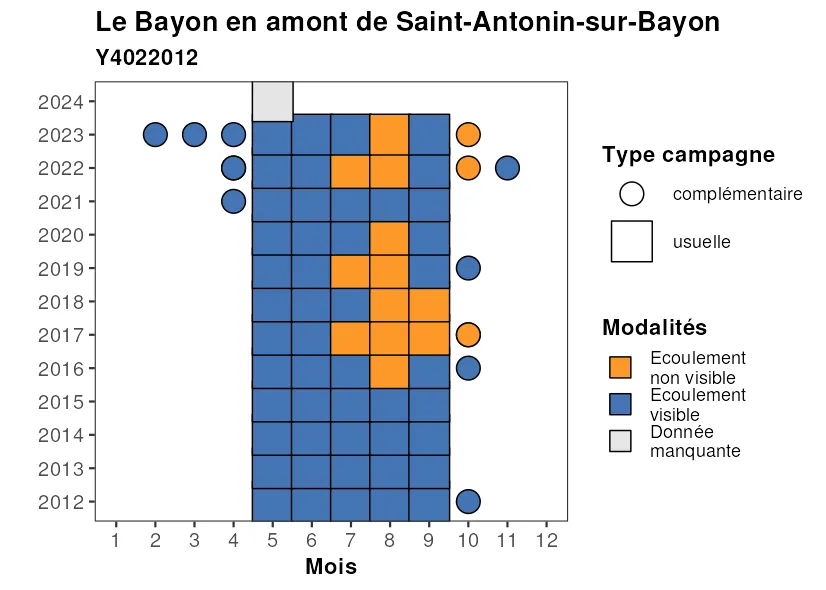 Le Bayon en amont de Saint-Antonin-sur-Bayon
Y4022012
2024
2023
2022
2021
2020
2019
2018
2017
2016
2015
2014
2013
2012
1 2 3 4 5 6 7 8 9 10 11 12
Mois
Type campagne
complémentaire
usuelle
Modalités
Ecoulement
non visible
Ecoulement
visible
Donnée
manquante